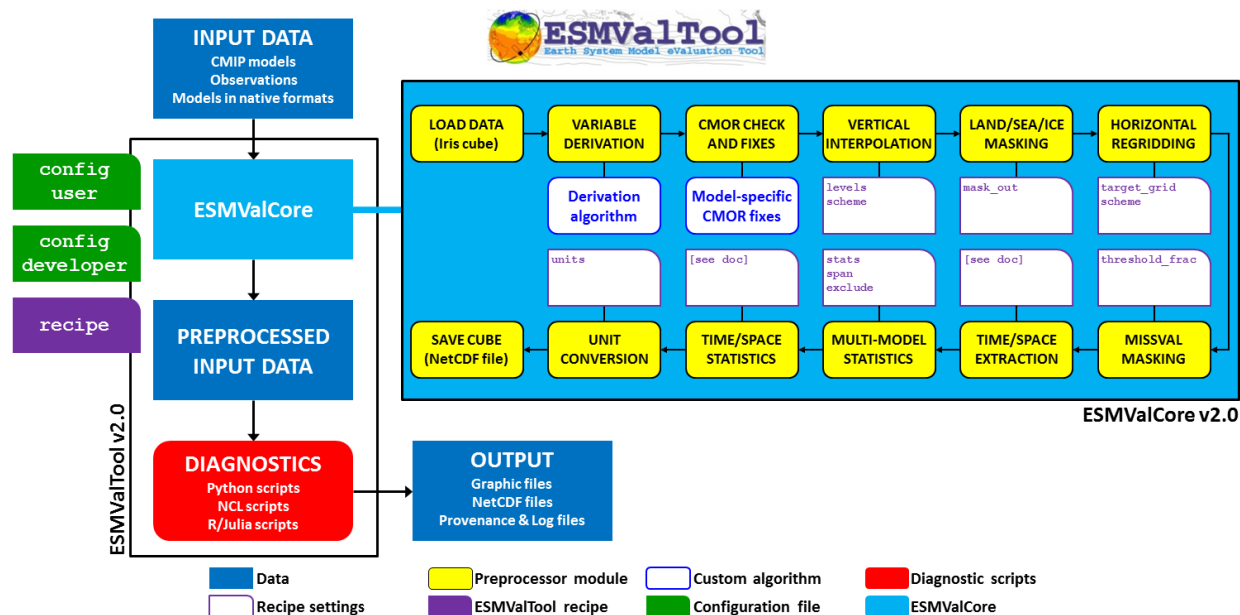 INPUT DATA
CMIP models
Observations
Models in native formats
ESMValTool
Earth System Model eValuation Tool
config
user
config
developer
recipe
ESMValCore
PREPROCESSED
INPUT DATA
DIAGNOSTICS
Python scripts
NCL scripts
R/Julia scripts
ESMValTool v2.0
OUTPUT
Graphic files
NetCDF files
Provenance & Log files
LOAD DATA
(Iris cube)
VARIABLE
DERIVATION
CMOR CHECK
AND FIXES
VERTICAL
INTERPOLATION
LAND/SEA/ICE
MASKING
HORIZONTAL
REGRIDDING
Derivation
algorithm
Model-specific
CMOR fixes
levels
scheme
mask_out
target_grid
scheme
units
[see doc]
stats
span
exclude
[see doc]
threshold_frac
SAVE CUBE
(NetCDF file)
UNIT
CONVERSION
TIME/SPACE
STATISTICS
MULTI-MODEL
STATISTICS
TIME/SPACE
EXTRACTION
MISSVAL
MASKING
ESMValCore v2.0
Data
Preprocessor module
Custom algorithm
Diagnostic scripts
Recipe settings
ESMValTool recipe
Configuration file
ESMValCore